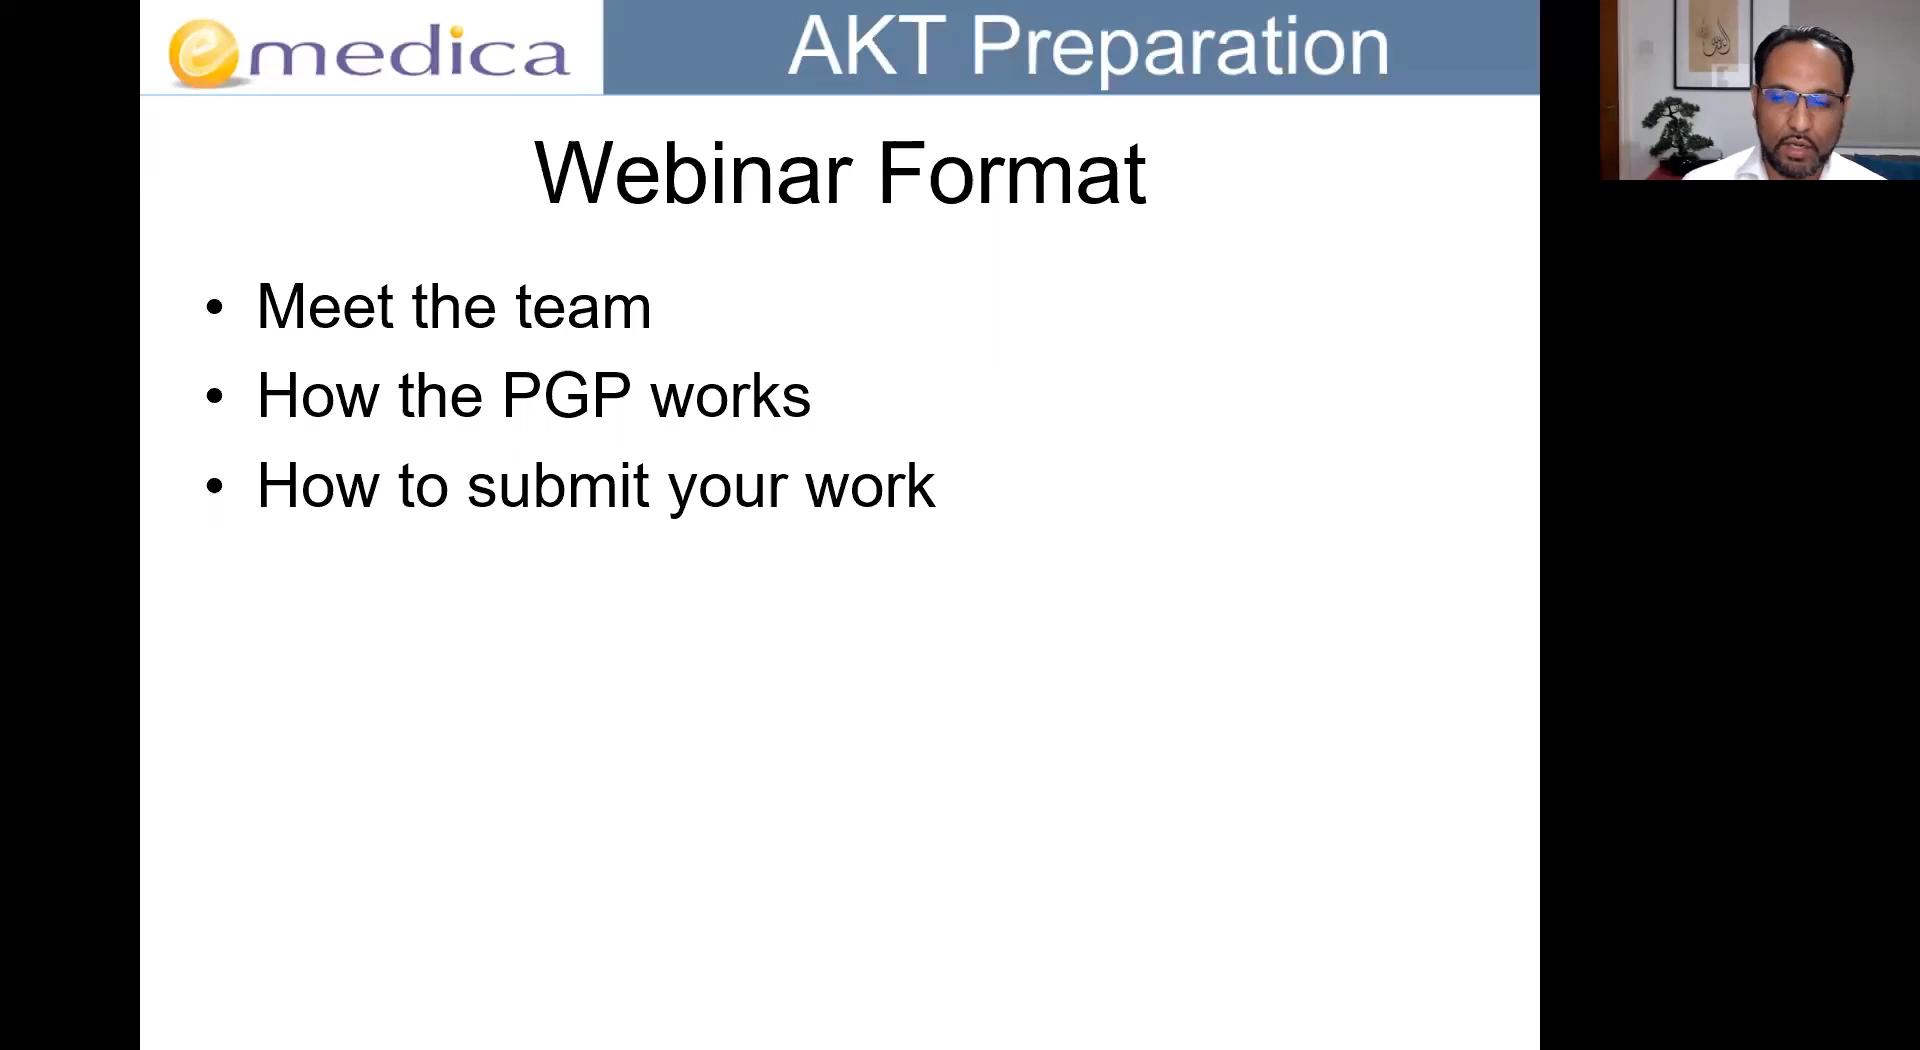 emedica
AKT Preparation
Webinar Format
• Meet the team
• How the PGP works
• How to submit your work